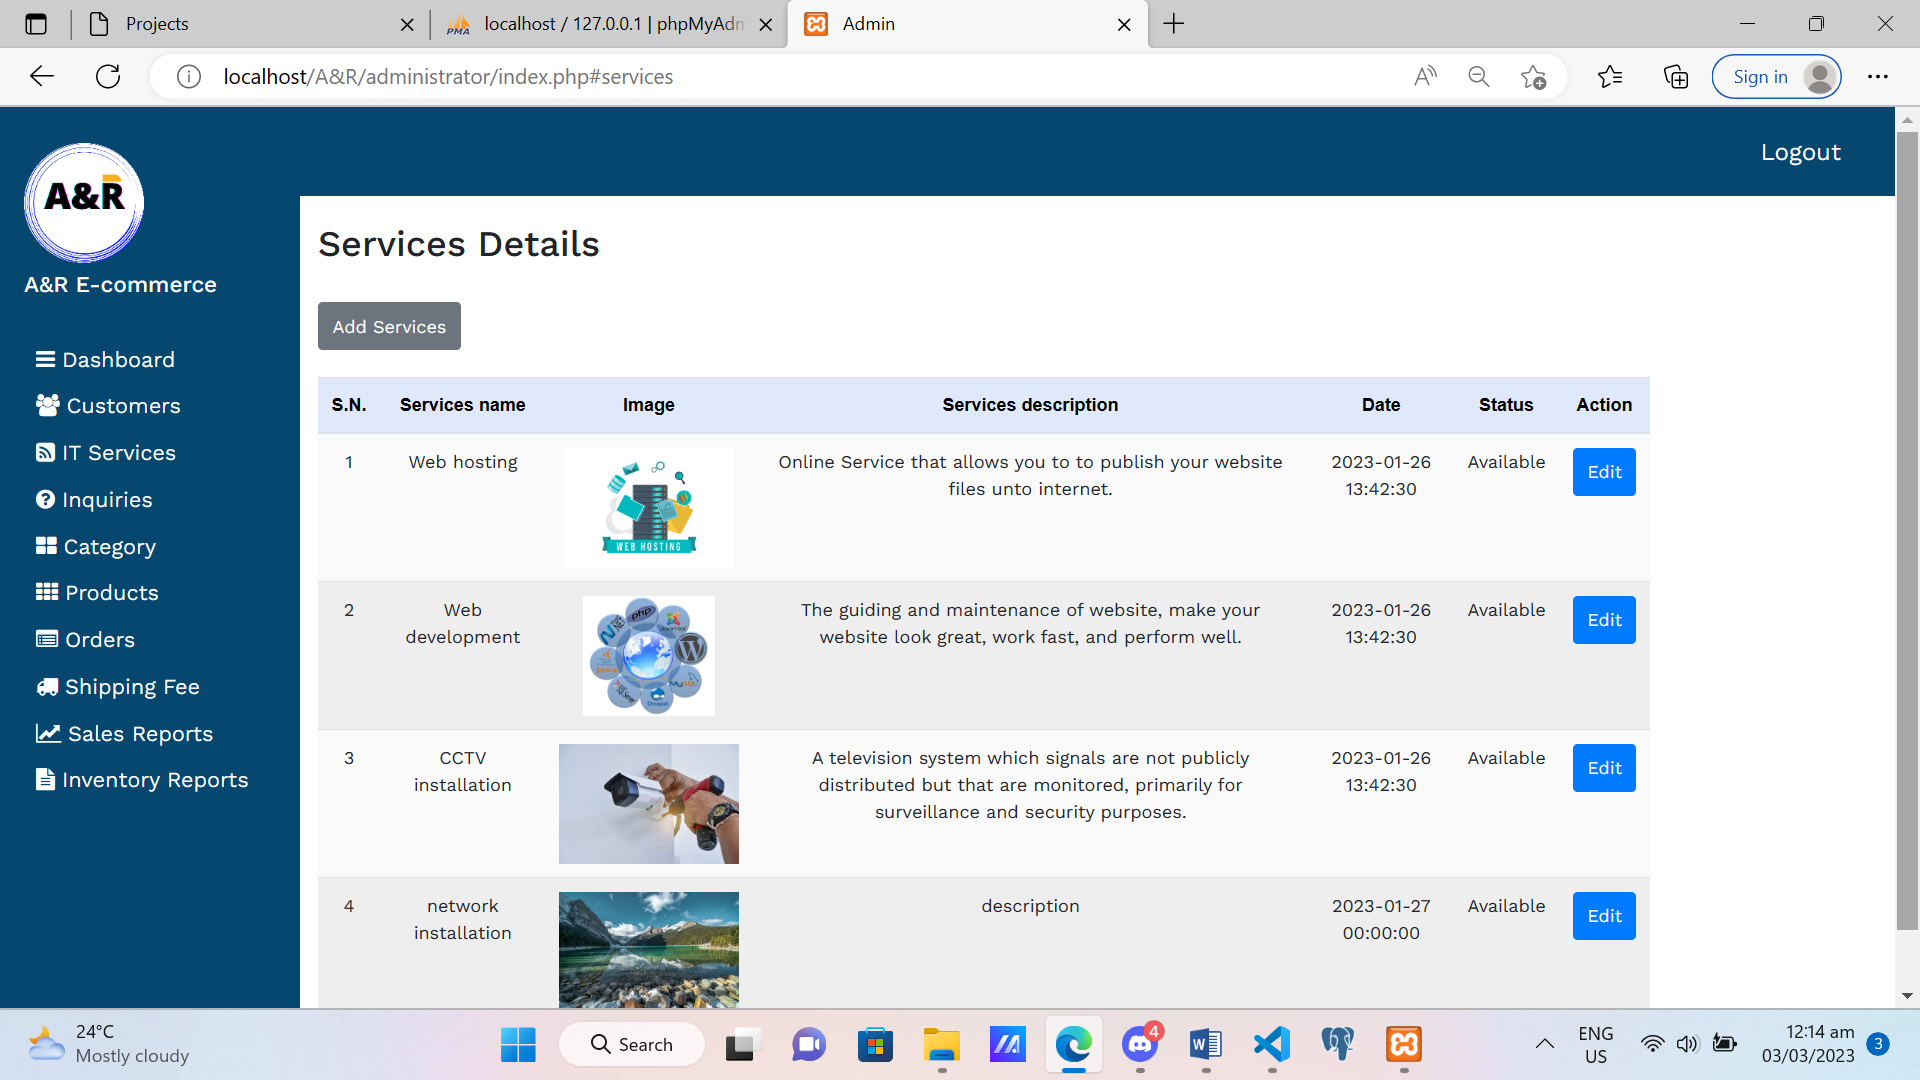 Projects
localhost / 127.0.0.1 | phpMyAdm
Admin
localhost/A&R/administrator/index.php#services
Sign in
Logout
A&R
A&R E-commerce
Dashboard
Customers
IT Services
Inquiries
Category
Products
Orders
Shipping Fee
Sales Reports
Inventory Reports
Services Details
Add Services
S.N. Services name Image Services description Date Status Action
1 Web hosting Online Service that allows you to to publish your website 2023-01-26 Available Edit
files unto internet. 13:42:30
WEB HOSTING
2 Web The guiding and maintenance of website, make your 2023-01-26 Available Edit
development website look great, work fast, and perform well. 13:42:30
php
Joomla!
.NET
W
Java
MySQL
Drupal
3 CCTV A television system which signals are not publicly 2023-01-26 Available Edit
installation distributed but that are monitored, primarily for 13:42:30
surveillance and security purposes.
4 network description 2023-01-27 Available Edit
installation 00:00:00
24°C
Mostly cloudy
Search
4
ENG
US
12:14 am
03/03/2023
3